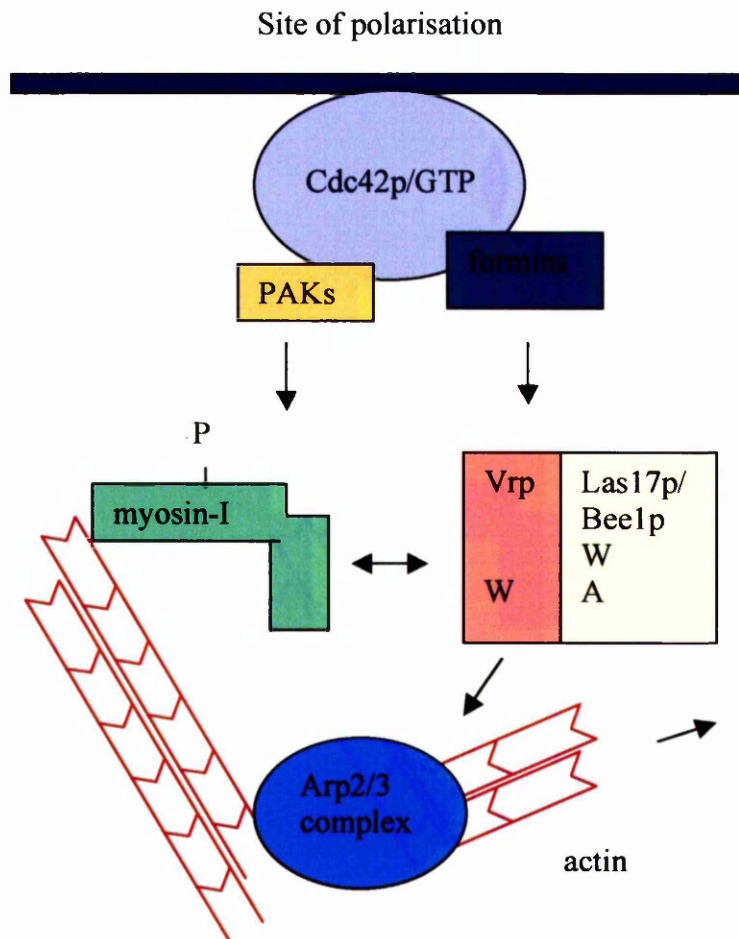 Site of polarisation
Cdc42p/GTP
formins
PAKs
P
myosin-I
Vrp
W
Las17p/
Bee1p
W
A
Arp2/3
complex
actin